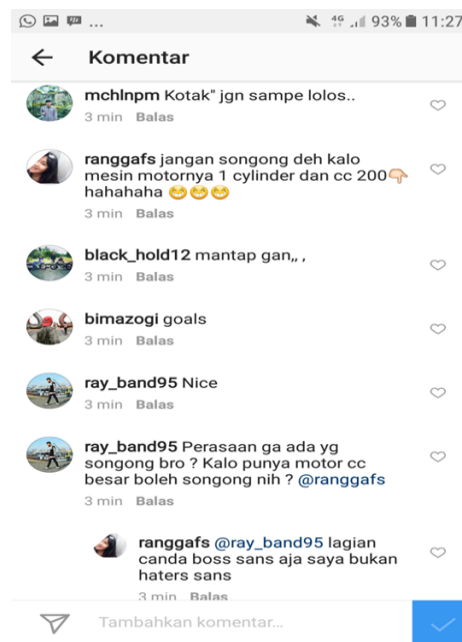 ... 4G 93% 11:27
Komentar
mchlnpm Kotak" jgn sampe lolos..
3 min Balas
ranggafs jangan songong deh kalo
mesin motornya 1 cylinder dan cc 200👇
hahahaha 😁😁😁
3 min Balas
black_hold12 mantap gan,, ,
3 min Balas
bimazogi goals
3 min Balas
ray_band95 Nice
3 min Balas
ray_band95 Perasaan ga ada yg
songong bro ? Kalo punya motor cc
besar boleh songong nih ? @ranggafs
3 min Balas
ranggafs @ray_band95 lagian
canda boss sans aja saya bukan
haters sans
3 min Balas
Tambahkan komentar...